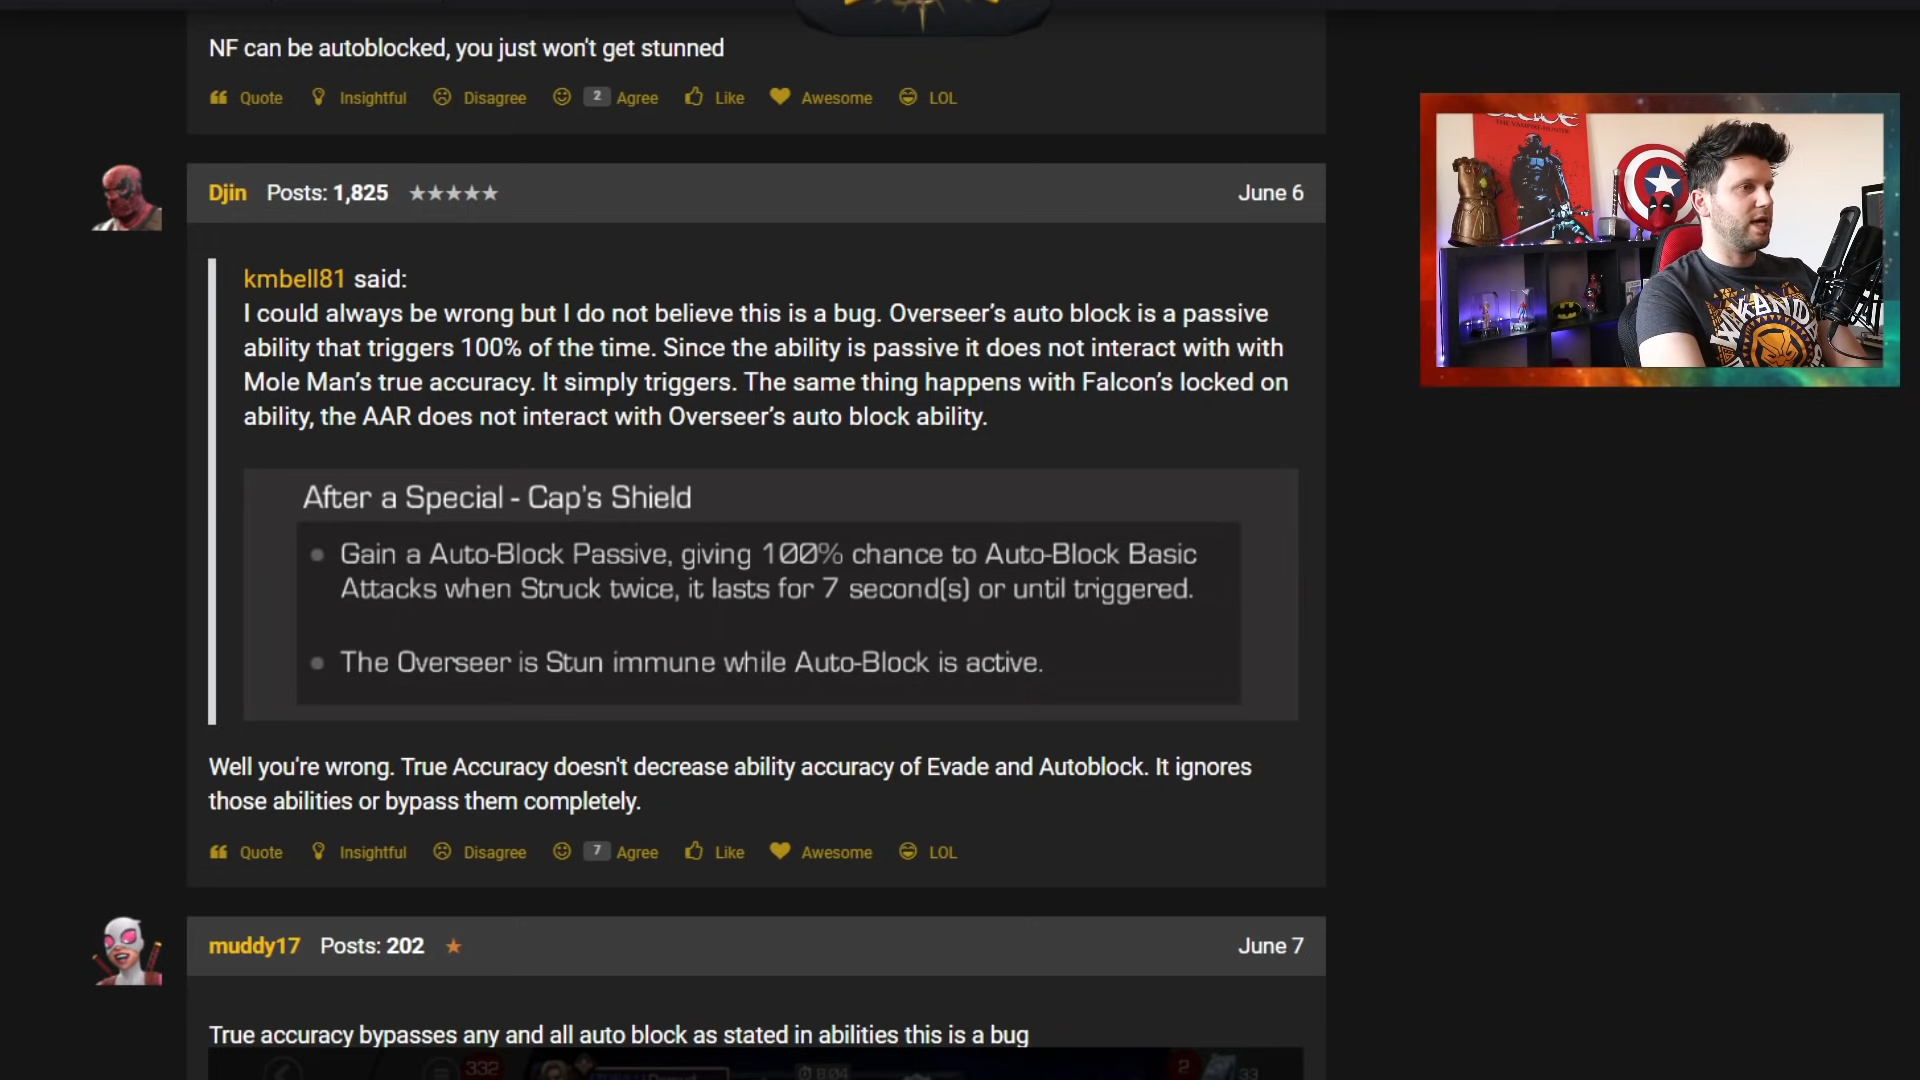 NF can be autoblocked, you just won't get stunned
Quote Insightful Disagree 2 Agree Like Awesome LOL
Djin Posts: 1,825 ★★★★★ June 6
kmbell81 said:
I could always be wrong but I do not believe this is a bug. Overseer’s auto block is a passive
ability that triggers 100% of the time. Since the ability is passive it does not interact with with
Mole Man’s true accuracy. It simply triggers. The same thing happens with Falcon’s locked on
ability, the AAR does not interact with Overseer’s auto block ability.
After a Special - Cap's Shield
• Gain a Auto-Block Passive, giving 100% chance to Auto-Block Basic
Attacks when Struck twice, it lasts for 7 second(s) or until triggered.
• The Overseer is Stun immune while Auto-Block is active.
Well you're wrong. True Accuracy doesn't decrease ability accuracy of Evade and Autoblock. It ignores
those abilities or bypass them completely.
Quote Insightful Disagree 7 Agree Like Awesome LOL
muddy17 Posts: 202 ★ June 7
True accuracy bypasses any and all auto block as stated in abilities this is a bug
332
2
33
THE VAMPIRE HUNTER
WAKANDA